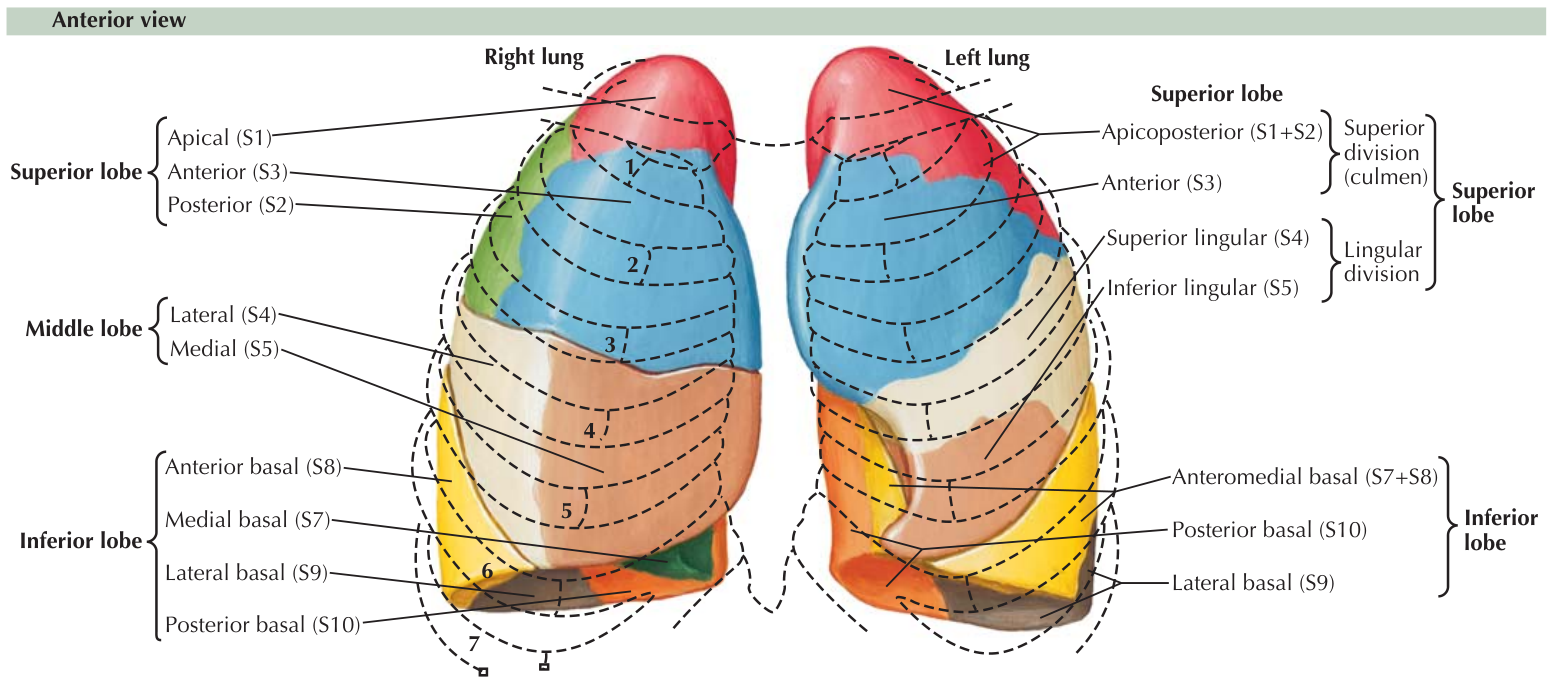 Anterior view
Right lung
Left lung
Superior lobe
Apical (S1)
Anterior (S3)
Posterior (S2)
Middle lobe
Lateral (S4)
Medial (S5)
Inferior lobe
Anterior basal (S8)
Medial basal (S7)
Lateral basal (S9)
Posterior basal (S10)
1
2
3
4
5
6
7
Superior lobe
Apicoposterior (S1+S2)
Anterior (S3)
Superior
division
(culmen)
Superior lingular (S4)
Inferior lingular (S5)
Lingular
division
Superior
lobe
Anteromedial basal (S7+S8)
Posterior basal (S10)
Lateral basal (S9)
Inferior
lobe